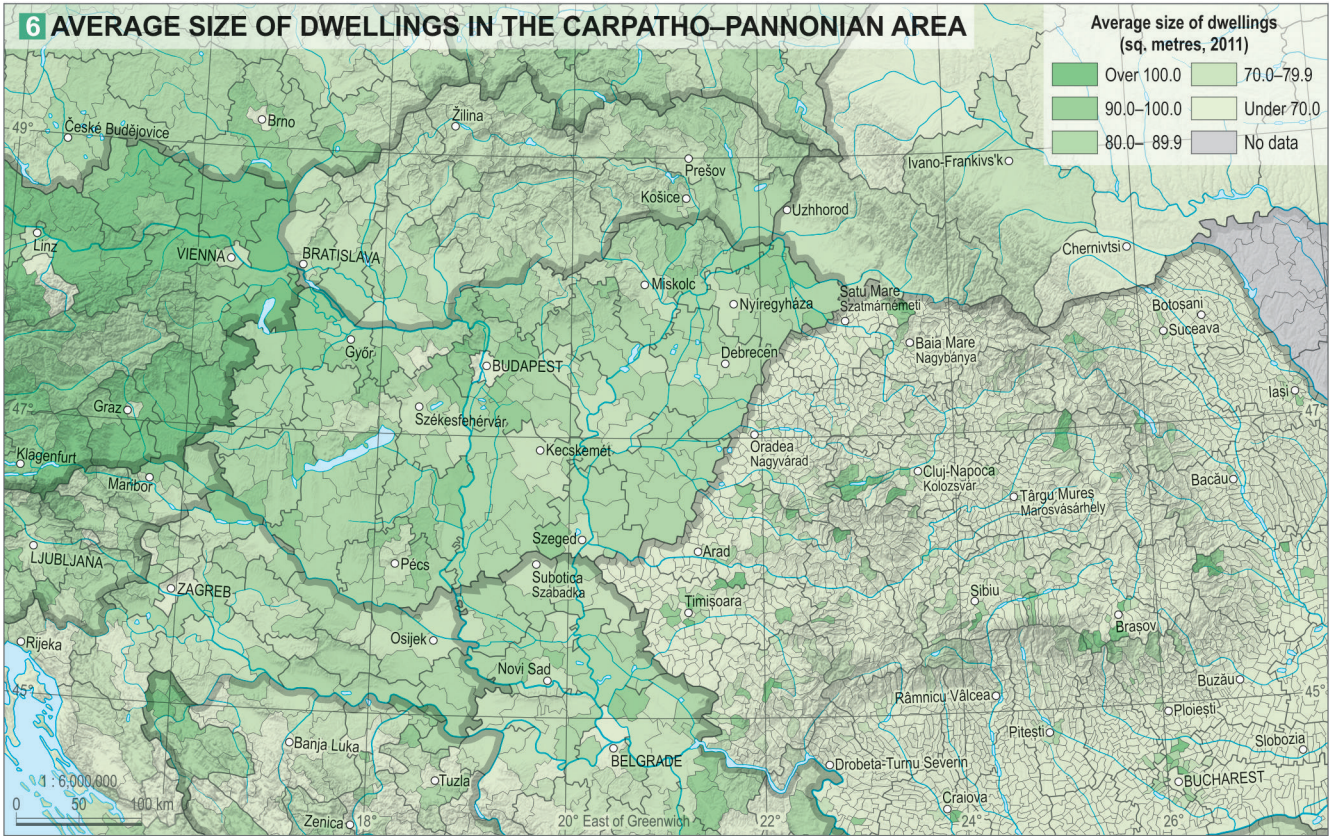 6 AVERAGE SIZE OF DWELLINGS IN THE CARPATHO–PANNONIAN AREA
Average size of dwellings
(sq. metres, 2011)
Over 100.0
90.0–100.0
80.0– 89.9
70.0–79.9
Under 70.0
No data
49°
České Budějovice
Brno
Žilina
Prešov
Košice
Ivano-Frankivs'k
Uzhhorod
Chernivtsi
Linz
VIENNA
BRATISLAVA
Miskolc
Nyíregyháza
Satu Mare
Szatmárnémeti
Botoșani
Suceava
Baia Mare
Nagybánya
Győr
BUDAPEST
Debrecen
Iași
47°
47°
Graz
Székesfehérvár
Kecskemét
Oradea
Nagyvárad
Klagenfurt
Maribor
Cluj-Napoca
Kolozsvár
Bacău
Târgu Mureș
Marosvásárhely
LJUBLJANA
Szeged
Arad
Pécs
Subotica
Szabadka
ZAGREB
Timișoara
Sibiu
Brașov
Rijeka
Osijek
Novi Sad
45°
Râmnicu Vâlcea
Buzău
45°
Ploiești
Pitești
Slobozia
Banja Luka
BELGRADE
Drobeta-Turnu Severin
BUCHAREST
Tuzla
Craiova
Zenica
1 : 6 000 000
0 50 100 km
18°
20° East of Greenwich
22°
24°
26°